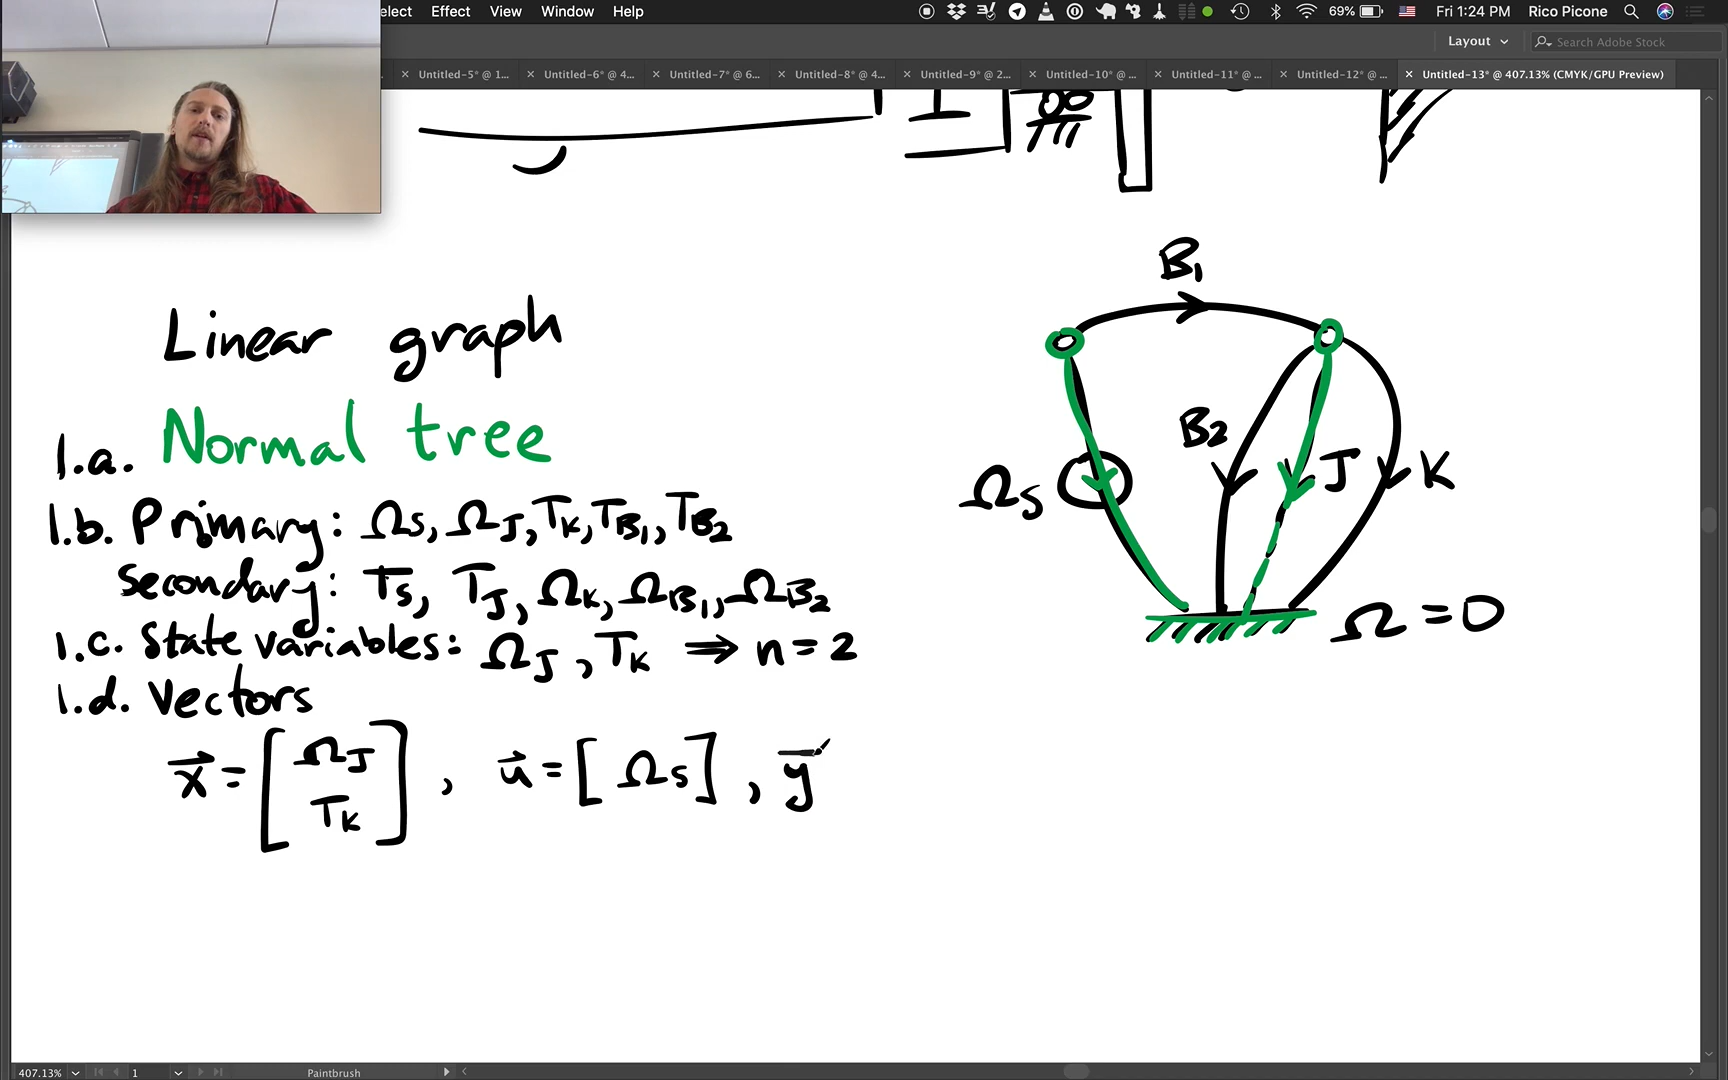 elect Effect View Window Help 69% Fri 1:24 PM Rico Picone
Layout Search Adobe Stock
× Untitled-5* @ 1... × Untitled-6* @ 4... × Untitled-7* @ 6... × Untitled-8* @ 4... × Untitled-9* @ 2... × Untitled-10* @ ... × Untitled-11* @ ... × Untitled-12* @ ... × Untitled-13* @ 407.13% (CMYK/GPU Preview)
B₁
Linear graph
1.a. Normal tree
B₂
J
K
Ωs
1.b. Primary: Ωs, ΩJ, TK, TB₁, TB₂
Secondary: Ts, TJ, ΩK, ΩB₁, ΩB₂
Ω = 0
1.c. State variables: ΩJ, TK ⇒ n = 2
1.d. Vectors
x⃗ = [ΩJ TK], u⃗ = [Ωs], y⃗
407.13% 1 Paintbrush